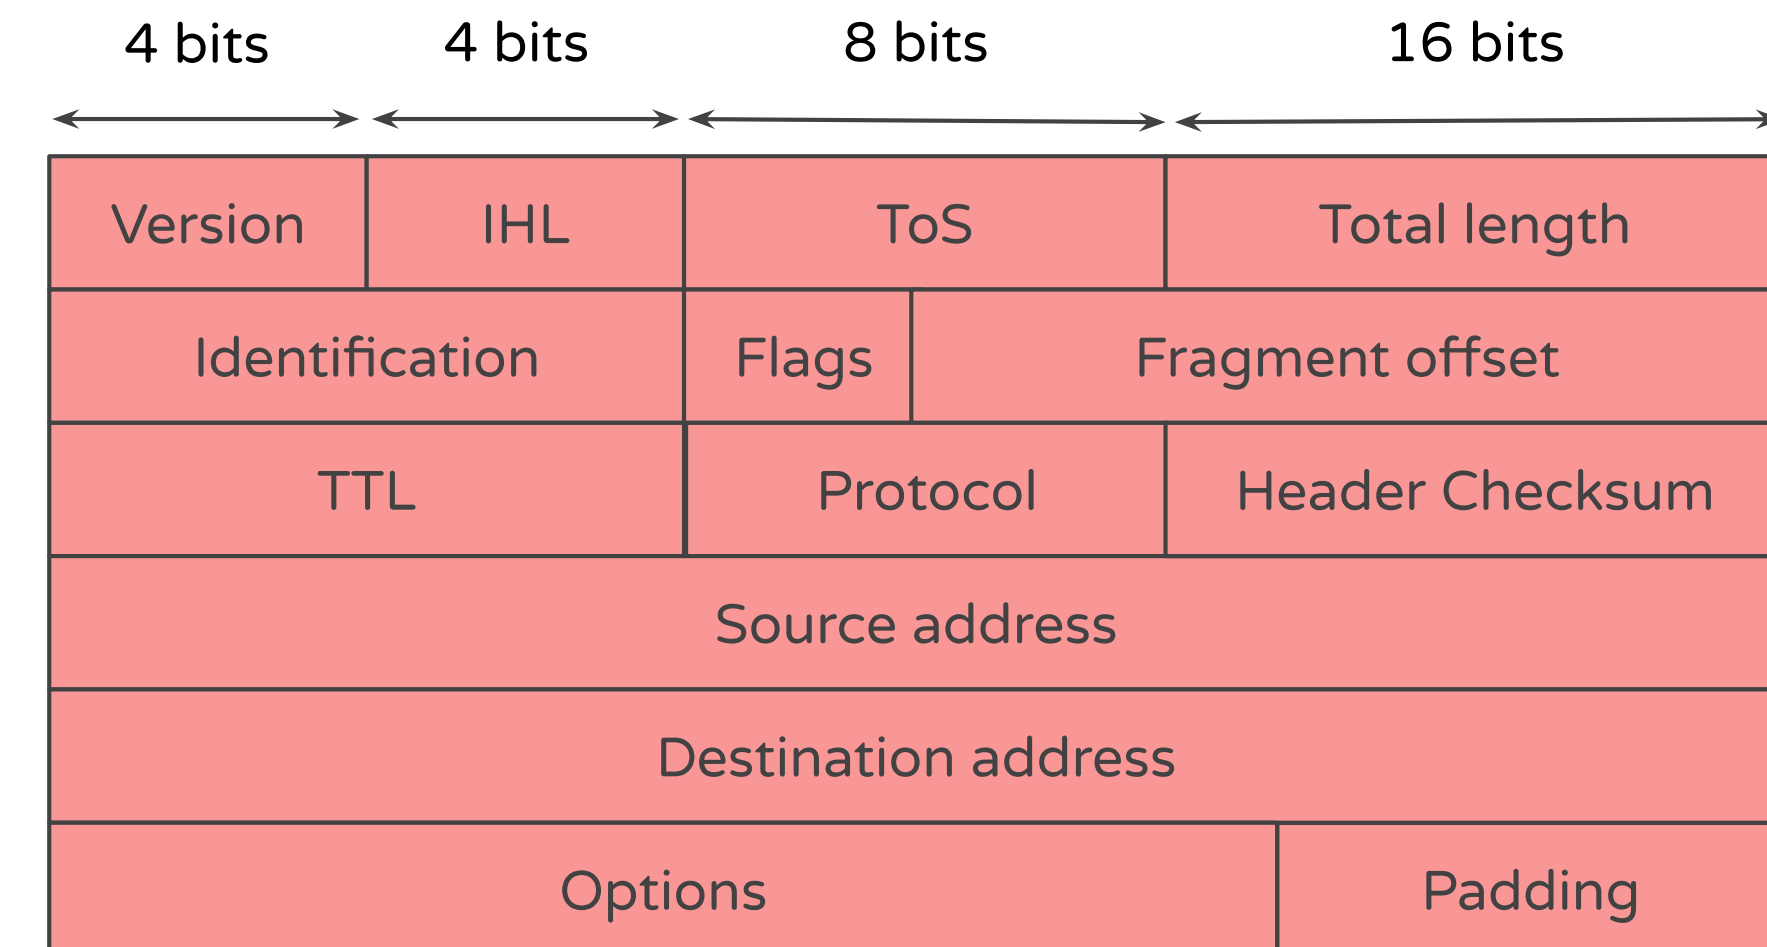 4 bits 4 bits 8 bits 16 bits
Version IHL ToS Total length
Identification Flags Fragment offset
TTL Protocol Header Checksum
Source address
Destination address
Options Padding